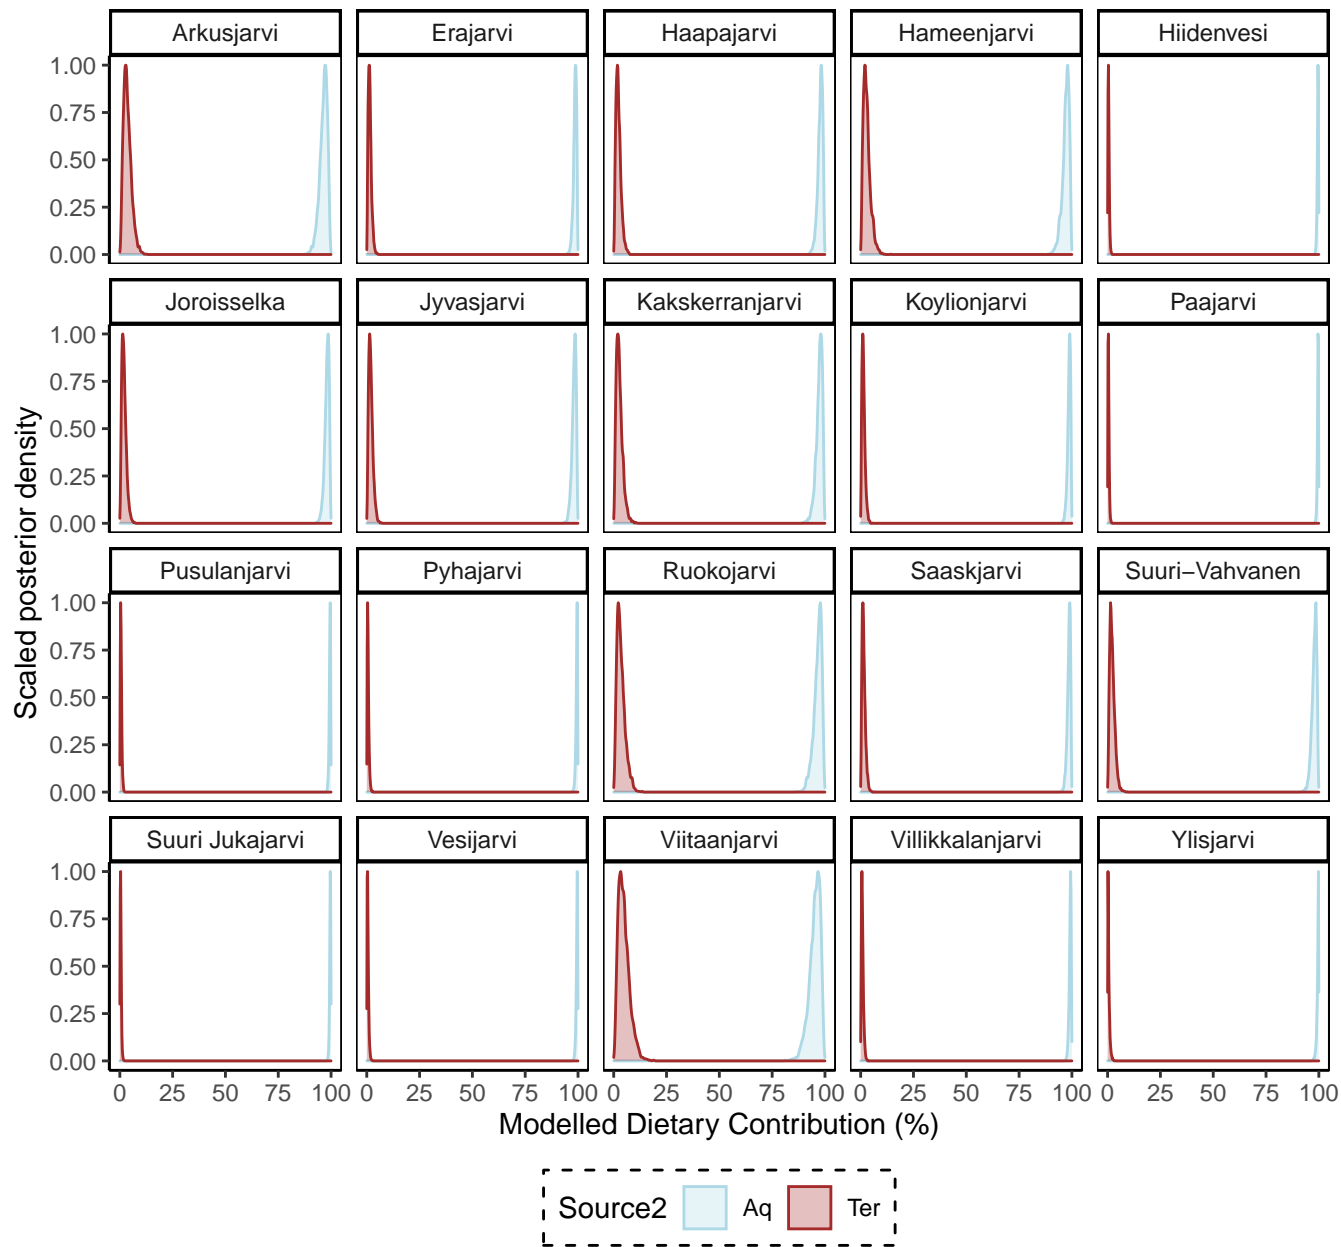 Arkusjarvi Erajarvi Haapajarvi Hameenjarvi Hiidenvesi
1.00
0.75
0.50
0.25
0.00
Joroisselka Jyvasjarvi Kakskerranjarvi Koylionjarvi Paajarvi
1.00
0.75
0.50
0.25
0.00
Pusulanjarvi Pyhajarvi Ruokojarvi Saaskjarvi Suuri−Vahvanen
1.00
0.75
0.50
0.25
0.00
Suuri Jukajarvi Vesijarvi Viitaanjarvi Villikkalanjarvi Ylisjarvi
1.00
0.75
0.50
0.25
0.00
0 25 50 75 100 0 25 50 75 100 0 25 50 75 100 0 25 50 75 100 0 25 50 75 100
Scaled posterior density
Modelled Dietary Contribution (%)
Source2 Aq Ter